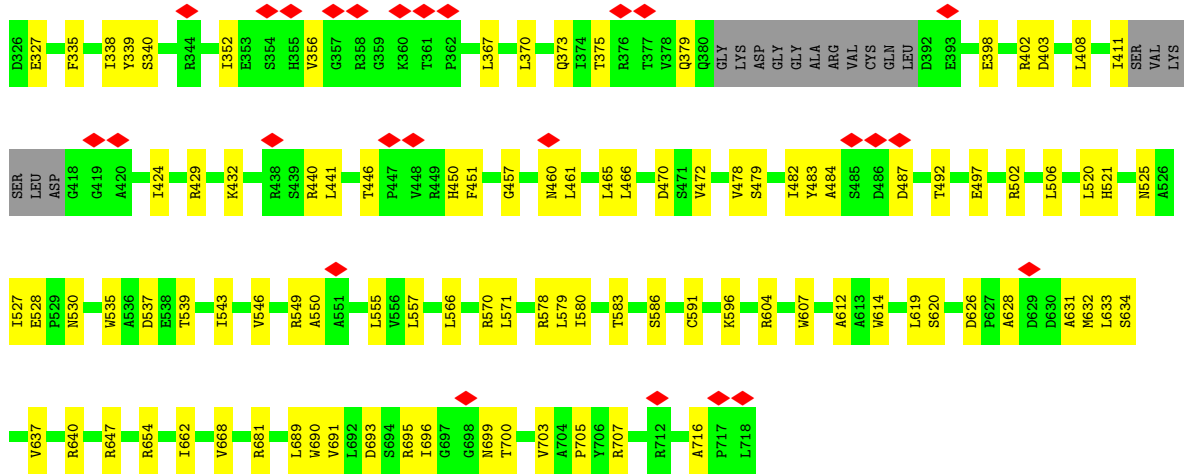 D326 E327 F335 I338 Y339 S340 R344 I352 E353 S354 H355 V356 G357 R358 G359 K360 T361 P362 L367 L370 Q373 I374 T375 R376 T377 V378 Q379 Q380 GLY LYS ASP GLY GLY ALA ARG VAL CYS GLN LEU D392 E393 E398 R402 D403 L408 I411 SER VAL LYS
SER LEU ASP G418 G419 A420 I424 R429 K432 R438 S439 R440 L441 T446 P447 V448 R449 H450 F451 G457 N460 L461 L465 L466 D470 S471 V472 V478 S479 I482 Y483 A484 S485 D486 D487 T492 E497 R502 L506 L520 H521 N525 A526
I527 E528 P529 N530 W535 A536 D537 E538 T539 I543 V546 R549 A550 A551 L555 V556 L557 L566 R570 L571 R578 L579 I580 T583 S586 C591 K596 R604 W607 A612 A613 W614 L619 S620 D626 P627 A628 D629 D630 A631 M632 L633 S634
V637 R640 R647 R654 I662 V668 R681 L689 W690 V691 L692 D693 S694 R695 I696 G697 G698 N699 T700 V703 A704 P705 Y706 R707 R712 A716 P717 L718